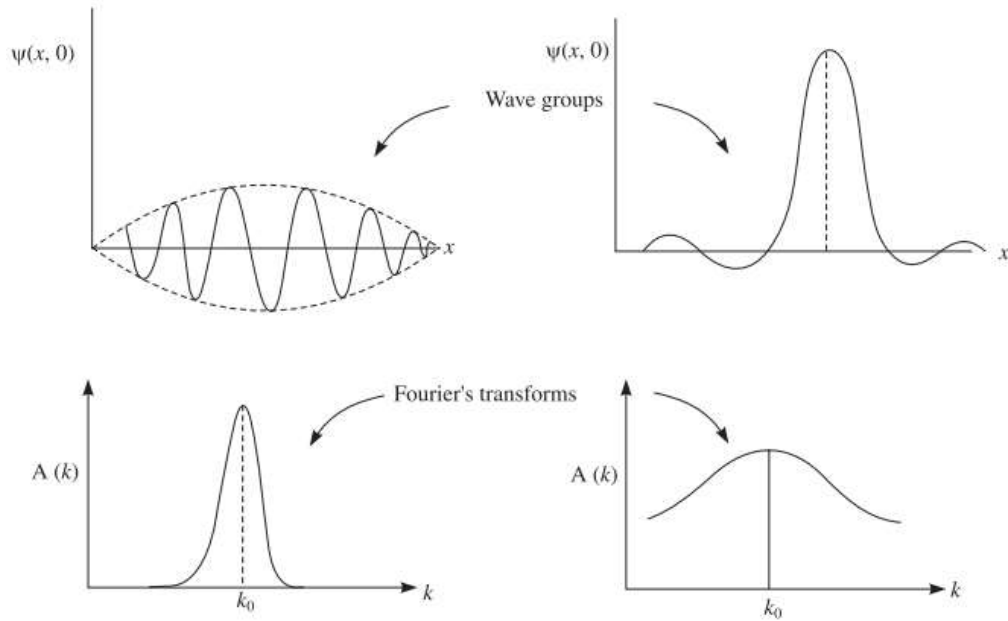 ψ(x, 0)
ψ(x, 0)
Wave groups
x
x
Fourier's transforms
A (k)
A (k)
k₀
k
k₀
k